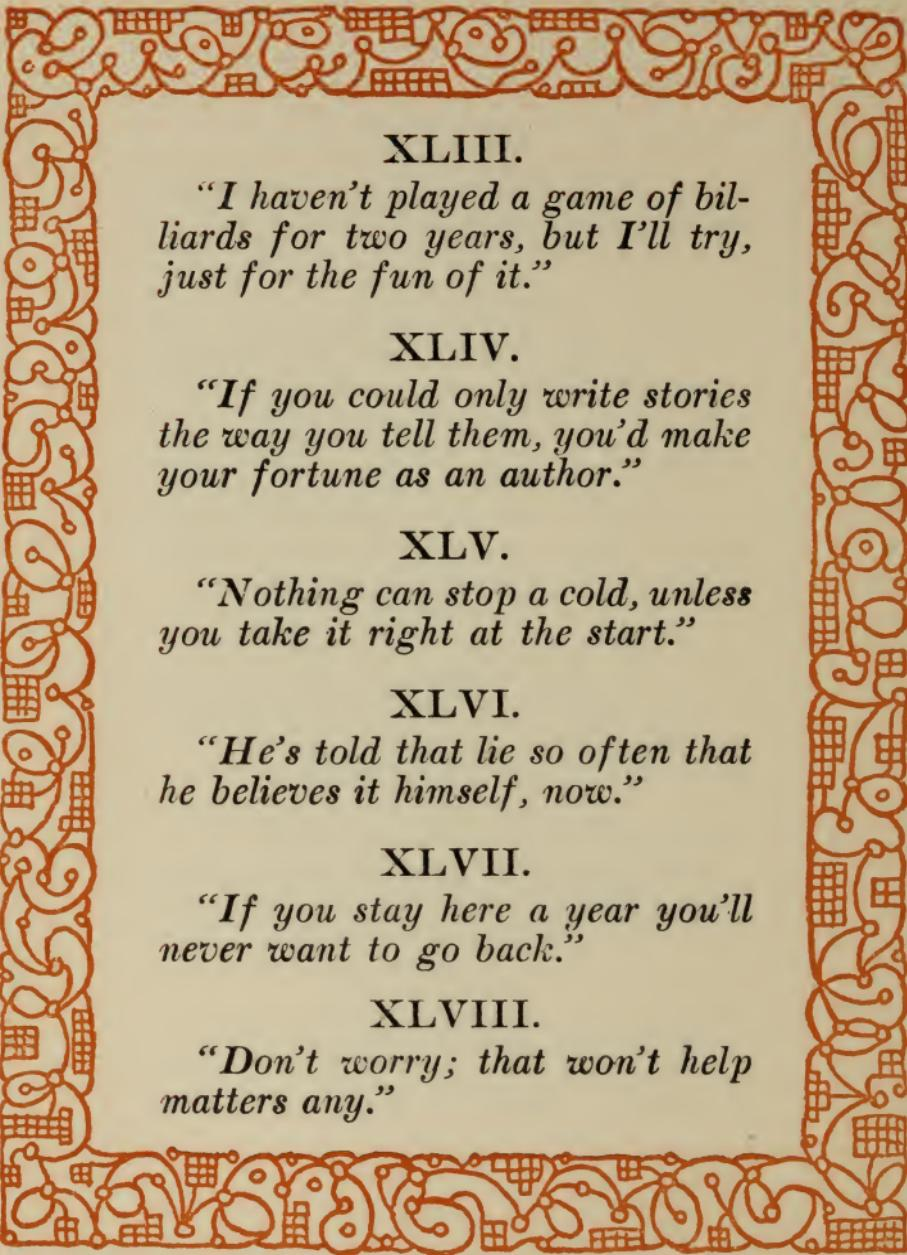 XLIII.
“I haven’t played a game of bil-
liards for two years, but I’ll try,
just for the fun of it.”
XLIV.
“If you could only write stories
the way you tell them, you’d make
your fortune as an author.”
XLV.
“Nothing can stop a cold, unless
you take it right at the start.”
XLVI.
“He’s told that lie so often that
he believes it himself, now.”
XLVII.
“If you stay here a year you’ll
never want to go back.”
XLVIII.
“Don’t worry; that won’t help
matters any.”